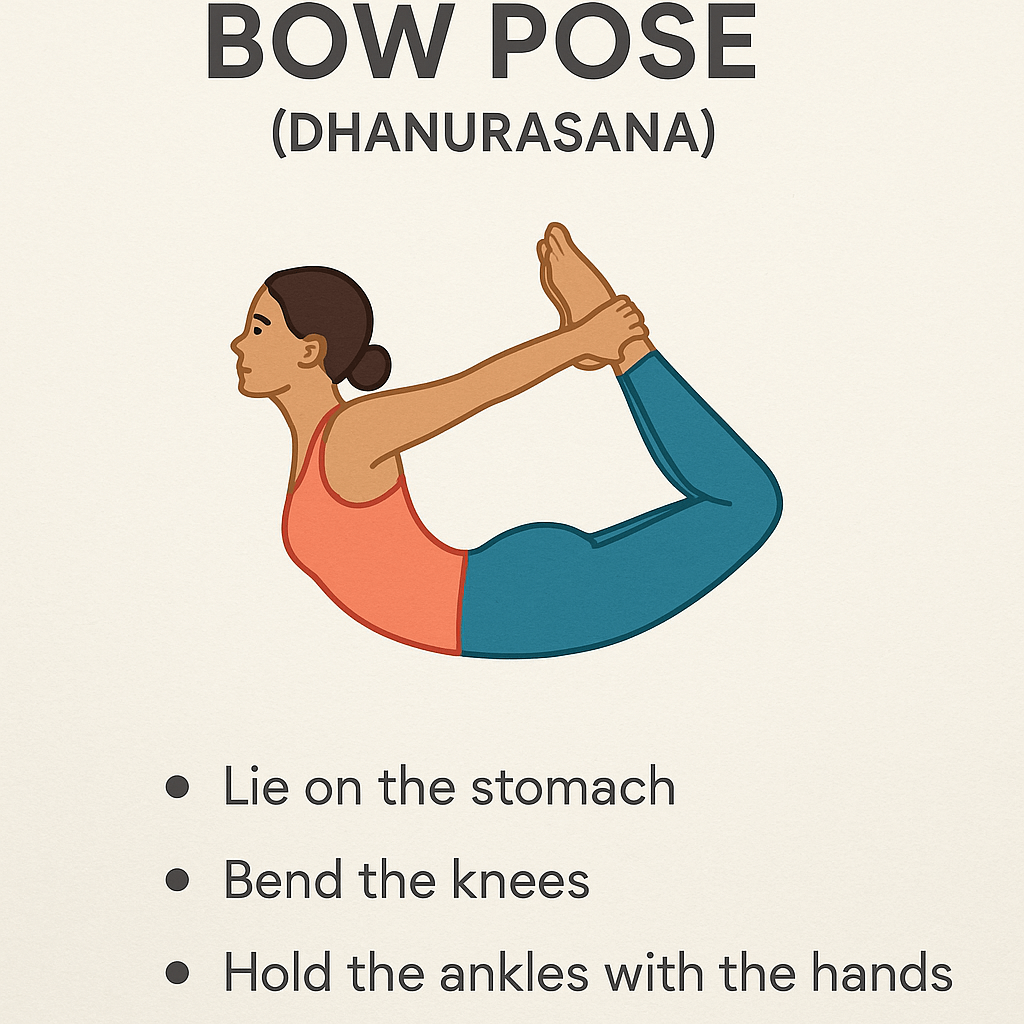 BOW POSE
(DHANURASANA)
• Lie on the stomach
• Bend the knees
• Hold the ankles with the hands